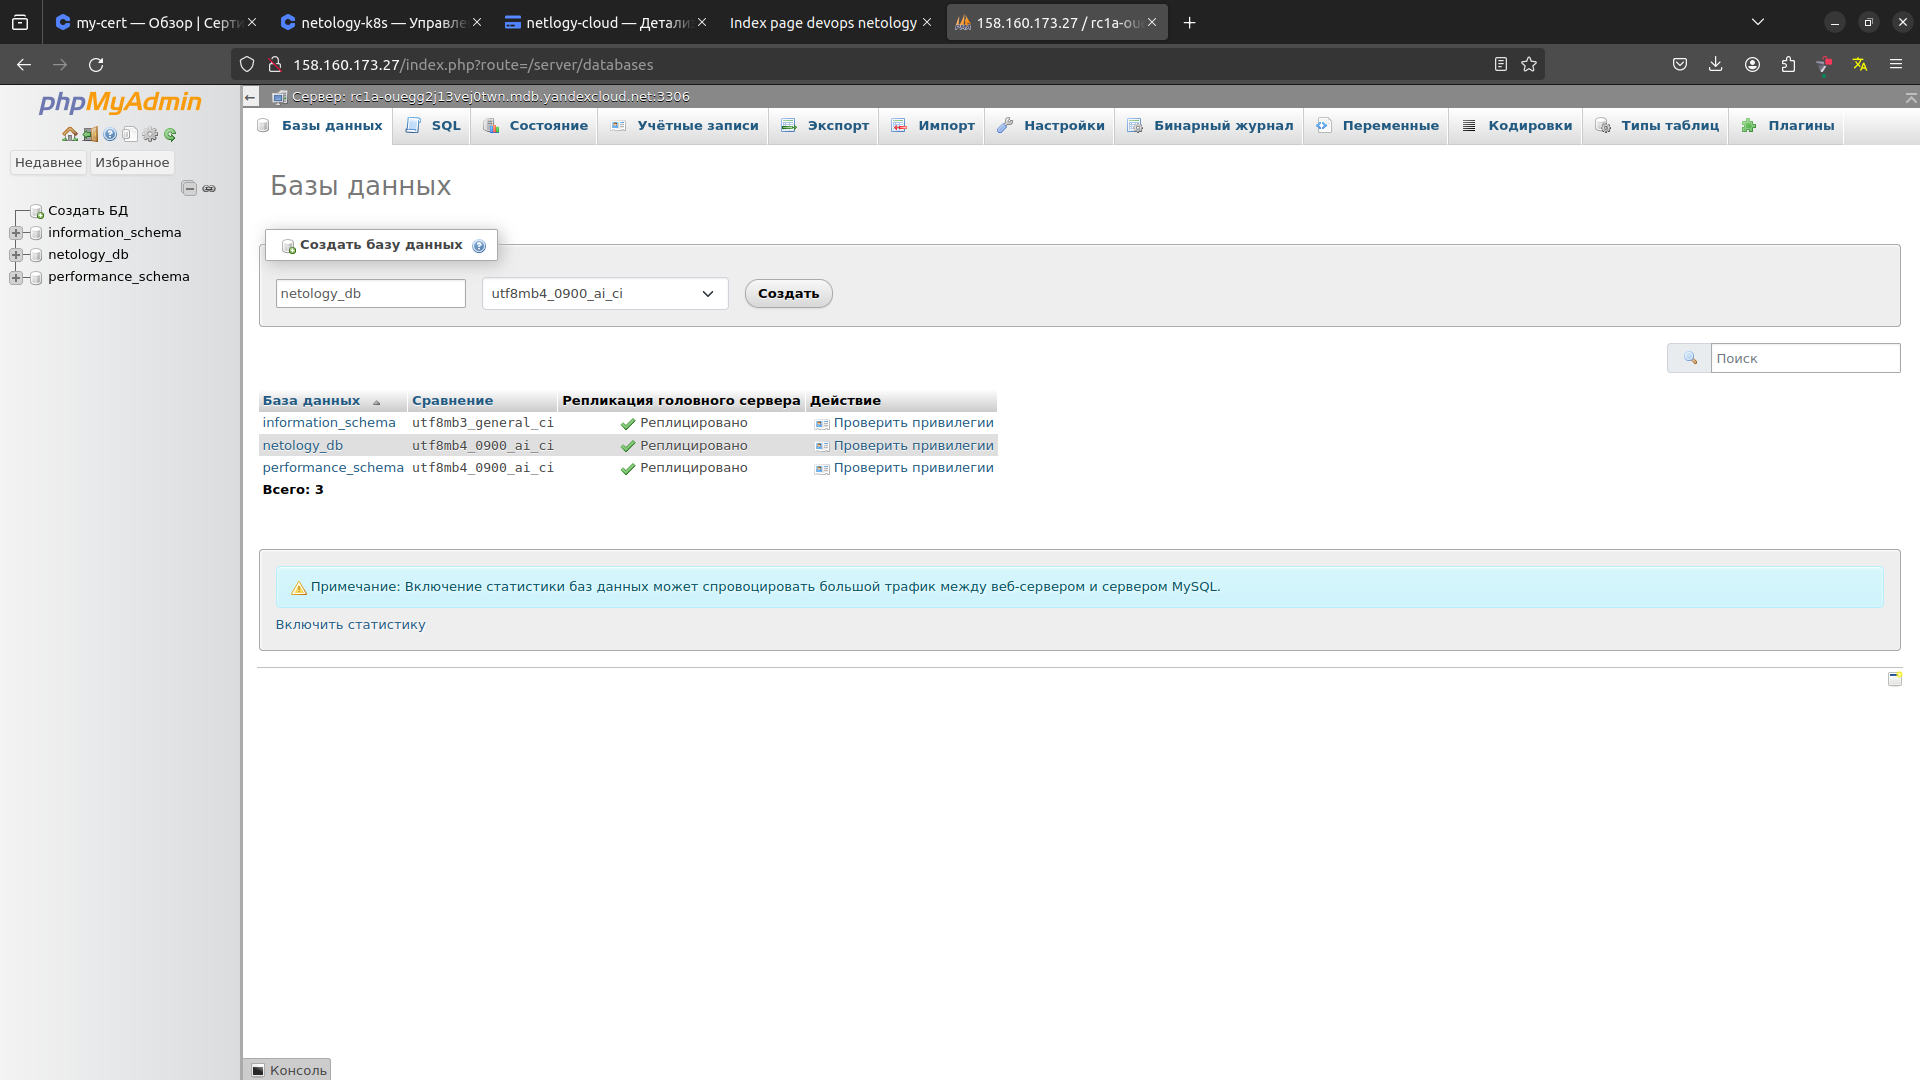 my-cert — Обзор | Серти
netology-k8s — Управле
netlogy-cloud — Детали
Index page devops netology
158.160.173.27 / rc1a-ou
158.160.173.27/index.php?route=/server/databases
phpMyAdmin
Недавнее
Избранное
Создать БД
information_schema
netology_db
performance_schema
Сервер: rc1a-ouegg2j13vej0twn.mdb.yandexcloud.net:3306
Базы данных
SQL
Состояние
Учётные записи
Экспорт
Импорт
Настройки
Бинарный журнал
Переменные
Кодировки
Типы таблиц
Плагины
Базы данных
Создать базу данных
netology_db
utf8mb4_0900_ai_ci
Создать
Поиск
База данных Сравнение Репликация головного сервера Действие
information_schema utf8mb3_general_ci Реплицировано Проверить привилегии
netology_db utf8mb4_0900_ai_ci Реплицировано Проверить привилегии
performance_schema utf8mb4_0900_ai_ci Реплицировано Проверить привилегии
Всего: 3
Примечание: Включение статистики баз данных может спровоцировать большой трафик между веб-сервером и сервером MySQL.
Включить статистику
Консоль